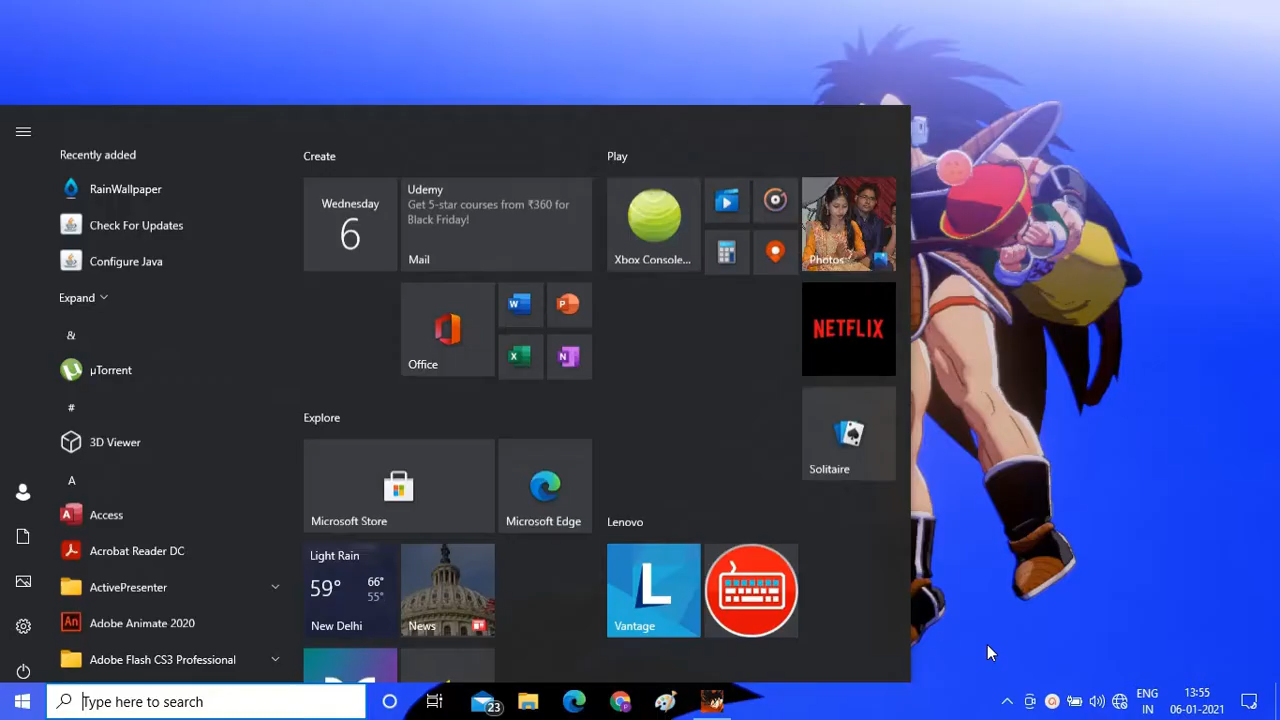 Recently added
RainWallpaper
Check For Updates
Configure Java
Expand
&
µTorrent
#
3D Viewer
A
Access
Acrobat Reader DC
ActivePresenter
Adobe Animate 2020
Adobe Flash CS3 Professional
Create
Wednesday
6
Udemy
Get 5-star courses from ₹360 for
Black Friday!
Mail
Office
Explore
Microsoft Store
Microsoft Edge
Light Rain
59° 66°
55°
New Delhi
News
Play
Xbox Console...
Photos
NETFLIX
Solitaire
Lenovo
L
Vantage
Type here to search
23
ENG
IN
13:55
06-01-2021